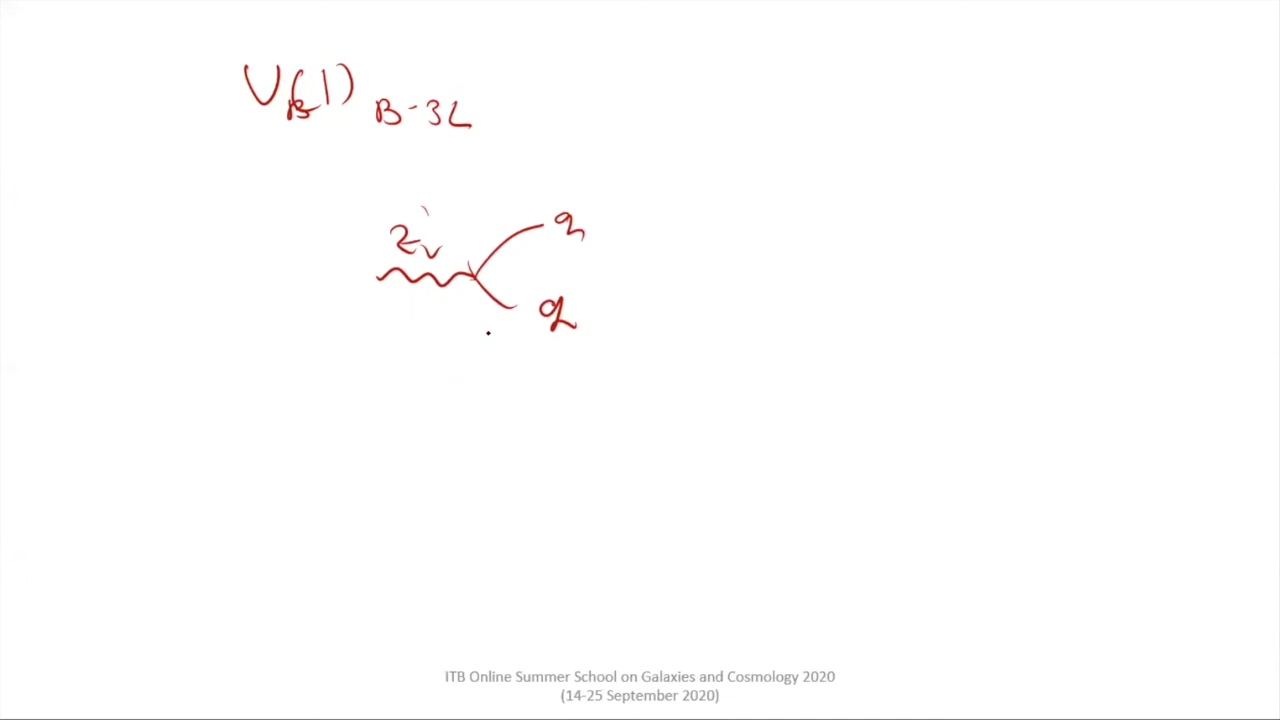 U(1) B-3L
B
Z'
q
q
ITB Online Summer School on Galaxies and Cosmology 2020
(14-25 September 2020)